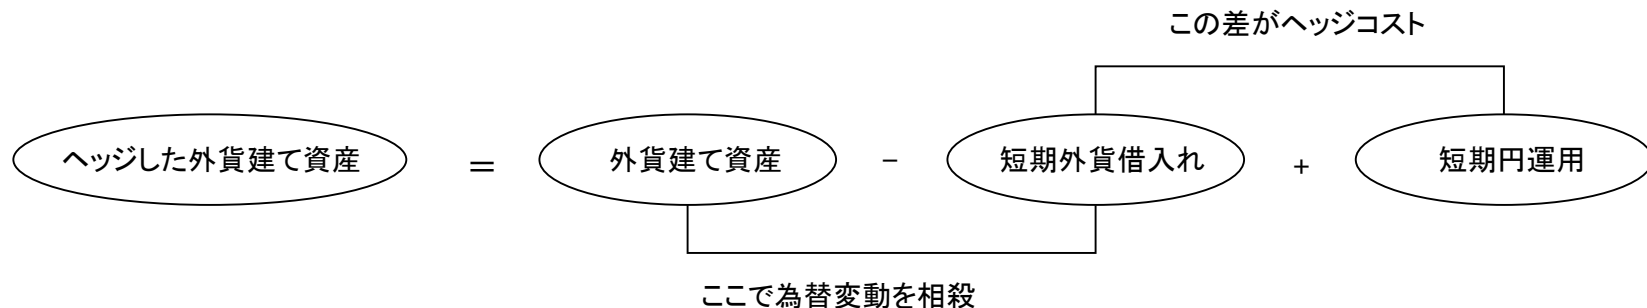 この差がヘッジコスト
ヘッジした外貨建て資産 = 外貨建て資産 − 短期外貨借入れ + 短期円運用
ここで為替変動を相殺